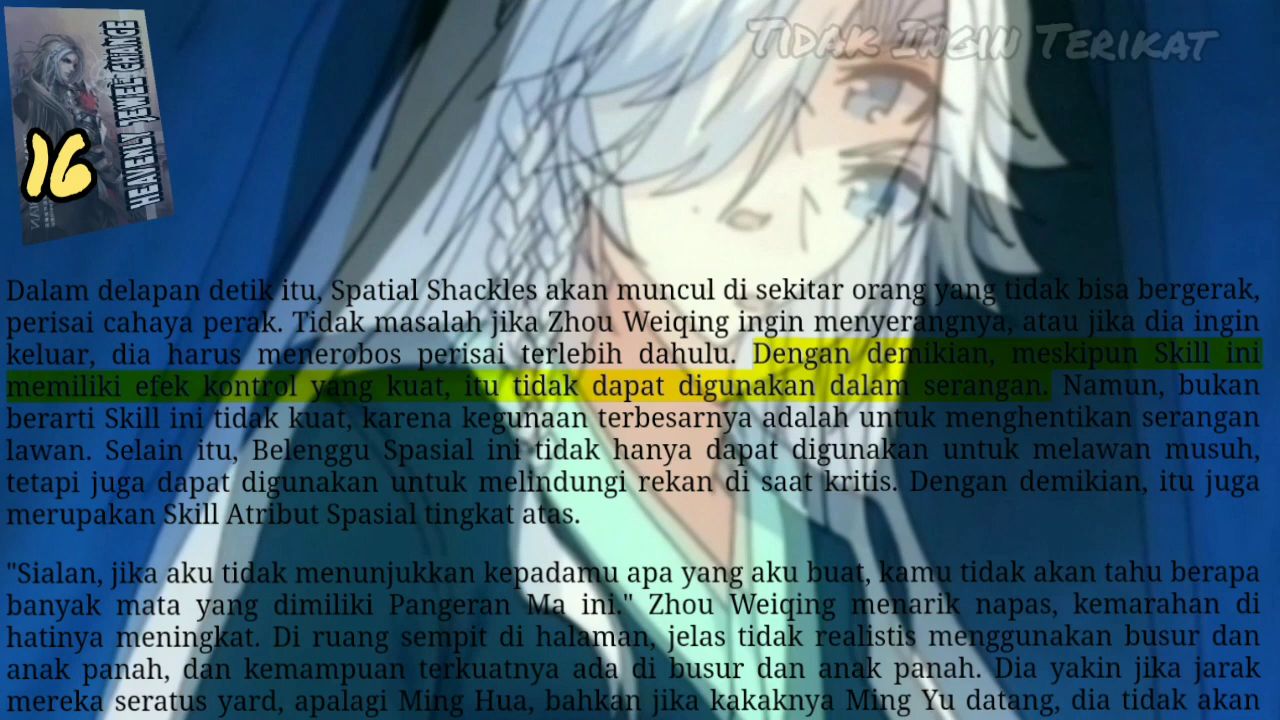 Tidak Ingin Terikat
HEAVENLY JEWEL CHANGE
16
Dalam delapan detik itu, Spatial Shackles akan muncul di sekitar orang yang tidak bisa bergerak,
perisai cahaya perak. Tidak masalah jika Zhou Weiqing ingin menyerangnya, atau jika dia ingin
keluar, dia harus menerobos perisai terlebih dahulu. Dengan demikian, meskipun Skill ini
memiliki efek kontrol yang kuat, itu tidak dapat digunakan dalam serangan. Namun, bukan
berarti Skill ini tidak kuat, karena kegunaan terbesarnya adalah untuk menghentikan serangan
lawan. Selain itu, Belenggu Spasial ini tidak hanya dapat digunakan untuk melawan musuh,
tetapi juga dapat digunakan untuk melindungi rekan di saat kritis. Dengan demikian, itu juga
merupakan Skill Atribut Spasial tingkat atas.
"Sialan, jika aku tidak menunjukkan kepadamu apa yang aku buat, kamu tidak akan tahu berapa
banyak mata yang dimiliki Pangeran Ma ini." Zhou Weiqing menarik napas, kemarahan di
hatinya meningkat. Di ruang sempit di halaman, jelas tidak realistis menggunakan busur dan
anak panah, dan kemampuan terkuatnya ada di busur dan anak panah. Dia yakin jika jarak
mereka seratus yard, apalagi Ming Hua, bahkan jika kakaknya Ming Yu datang, dia tidak akan